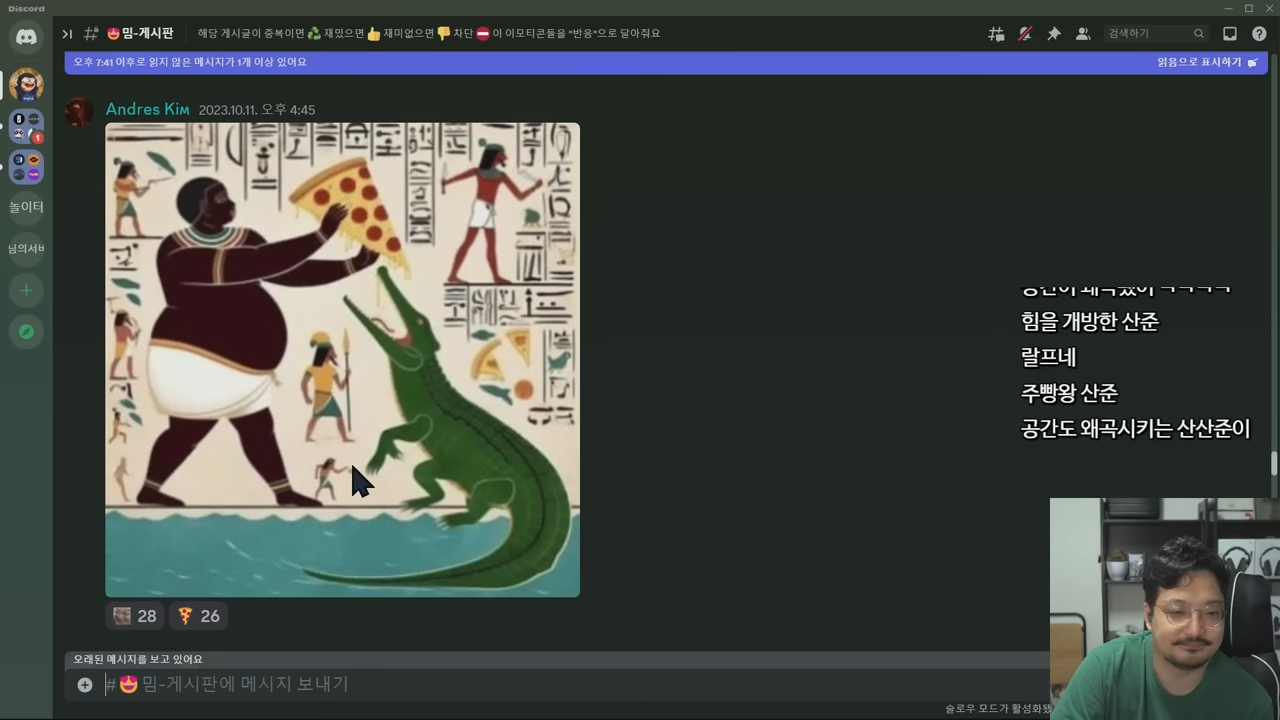 Discord
밈-게시판
해당 게시글이 중복이면 ♻️ 재밌으면 👍 재미없으면 👎 차단 ⛔ 이 이모티콘들을 "반응"으로 달아줘요
검색하기
오후 7:41 이후로 읽지 않은 메시지가 1개 이상 있어요
읽음으로 표시하기
1
놀이터
님의서버
Andres Kim 2023.10.11. 오후 4:45
28
26
힘을 개방한 산준
랄프네
주빵왕 산준
공간도 왜곡시키는 산산준이
오래된 메시지를 보고 있어요
#😍밈-게시판에 메시지 보내기
슬로우 모드가 활성화됐